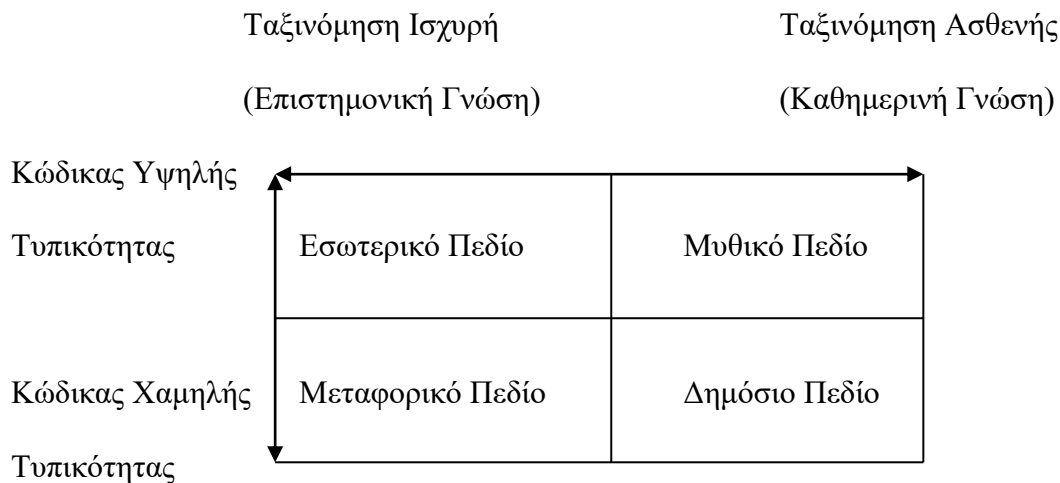 Ταξινόμηση Ισχυρή Ταξινόμηση Ασθενής
(Επιστημονική Γνώση) (Καθημερινή Γνώση)
Κώδικας Υψηλής
Τυπικότητας Εσωτερικό Πεδίο Μυθικό Πεδίο
Κώδικας Χαμηλής Μεταφορικό Πεδίο Δημόσιο Πεδίο
Τυπικότητας